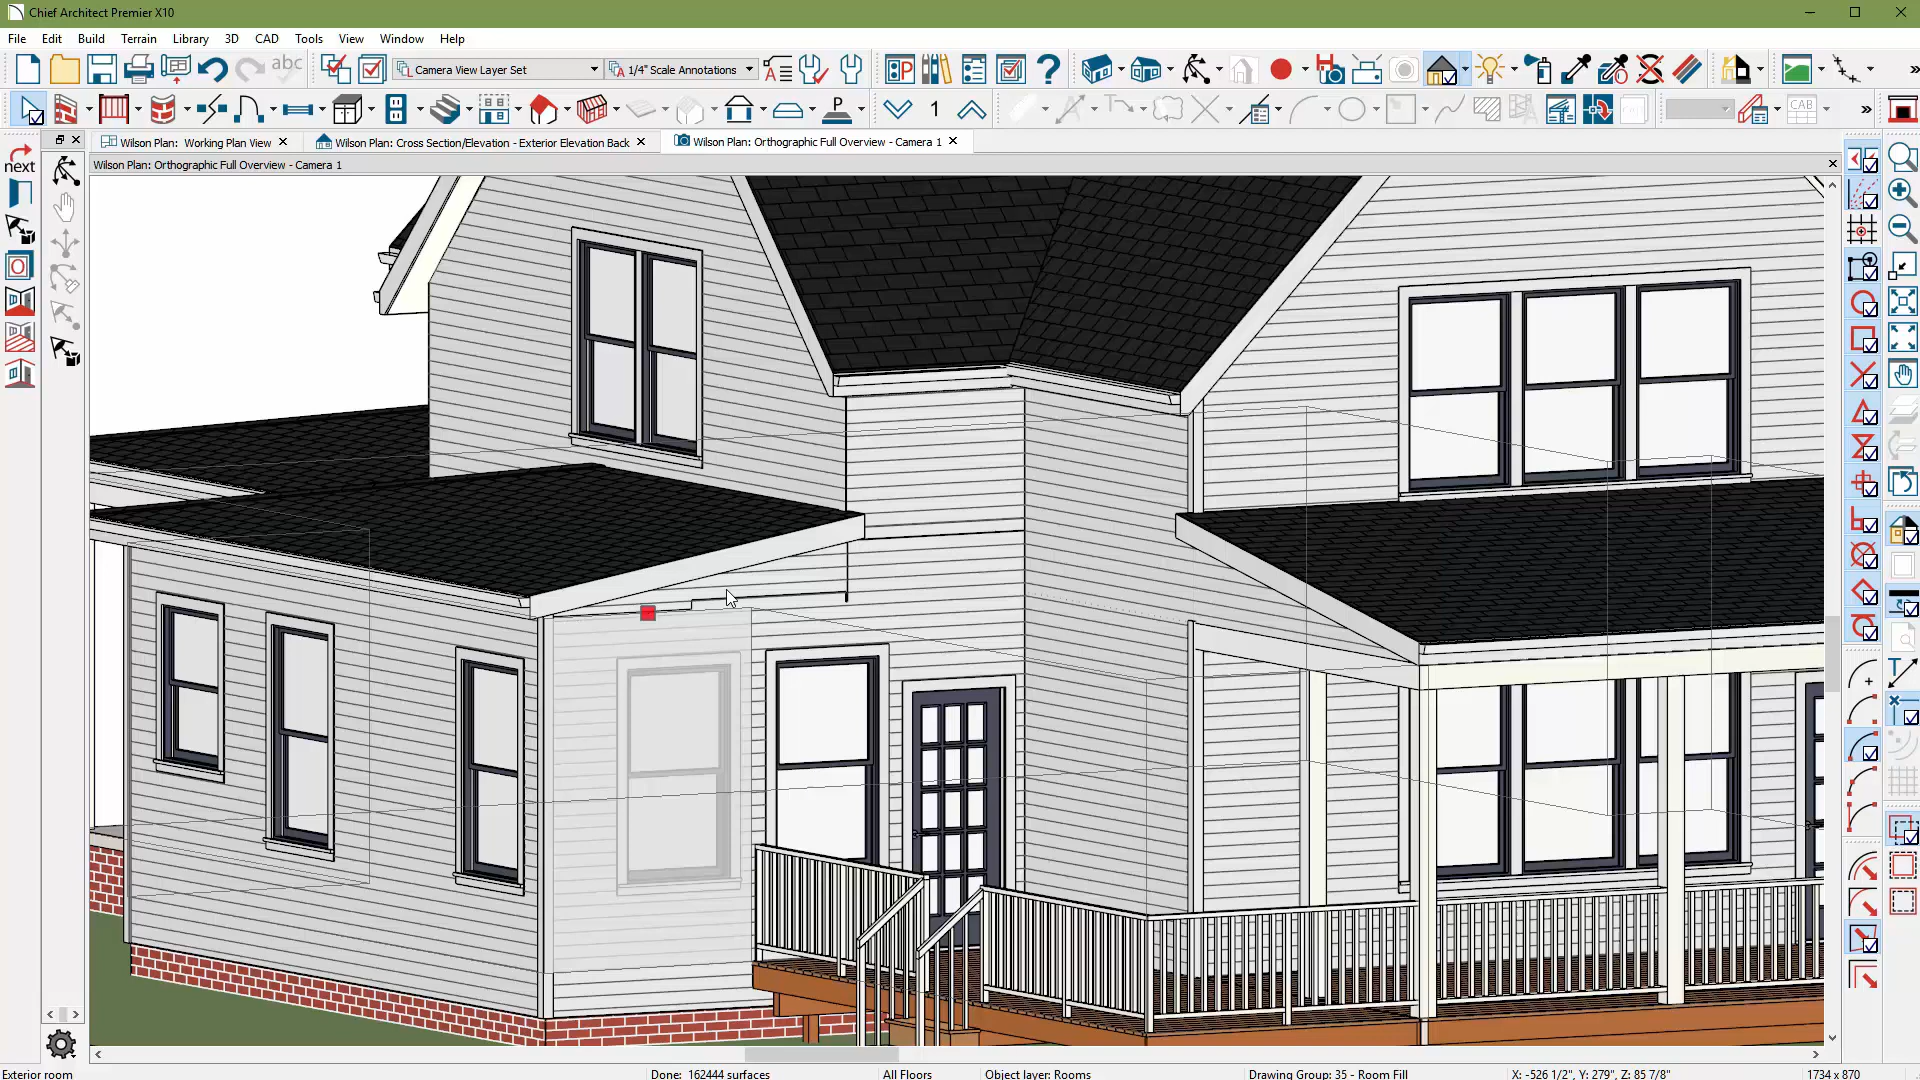 Chief Architect Premier X10
File Edit Build Terrain Library 3D CAD Tools View Window Help
abc Camera View Layer Set 1/4" Scale Annotations
P 1 CAB
next
Wilson Plan: Working Plan View
Wilson Plan: Cross Section/Elevation - Exterior Elevation Back
Wilson Plan: Orthographic Full Overview - Camera 1
Wilson Plan: Orthographic Full Overview - Camera 1
Exterior room Done: 162444 surfaces All Floors Object layer: Rooms Drawing Group: 35 - Room Fill X: -526 1/2", Y: 279", Z: 85 7/8" 1734 x 870